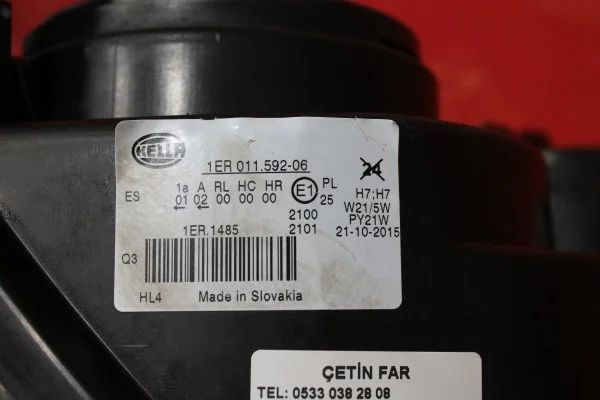 HELLA
1ER 011.592-06
24
1a A RL HC HR E1 PL H7;H7
ES 01 02 00 00 00 25 W21/5W
2100 PY21W
1ER.1485 2101 21-10-2015
Q3
HL4 Made in Slovakia
ÇETİN FAR
TEL: 0533 038 28 08